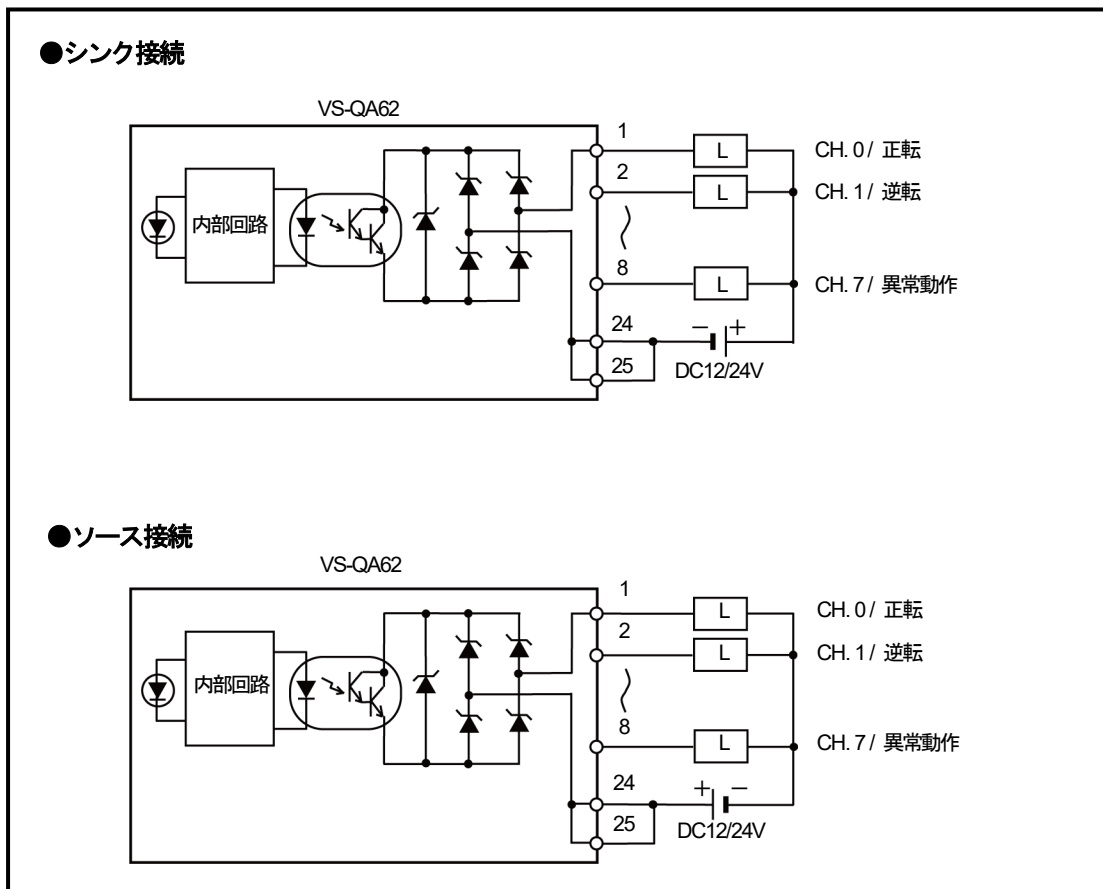 ●シンク接続
VS-QA62
内部回路
1
L
CH. 0 / 正転
2
L
CH. 1 / 逆転
8
L
CH. 7 / 異常動作
24
− +
25
DC12/24V
●ソース接続
VS-QA62
内部回路
1
L
CH. 0 / 正転
2
L
CH. 1 / 逆転
8
L
CH. 7 / 異常動作
24
+ −
25
DC12/24V